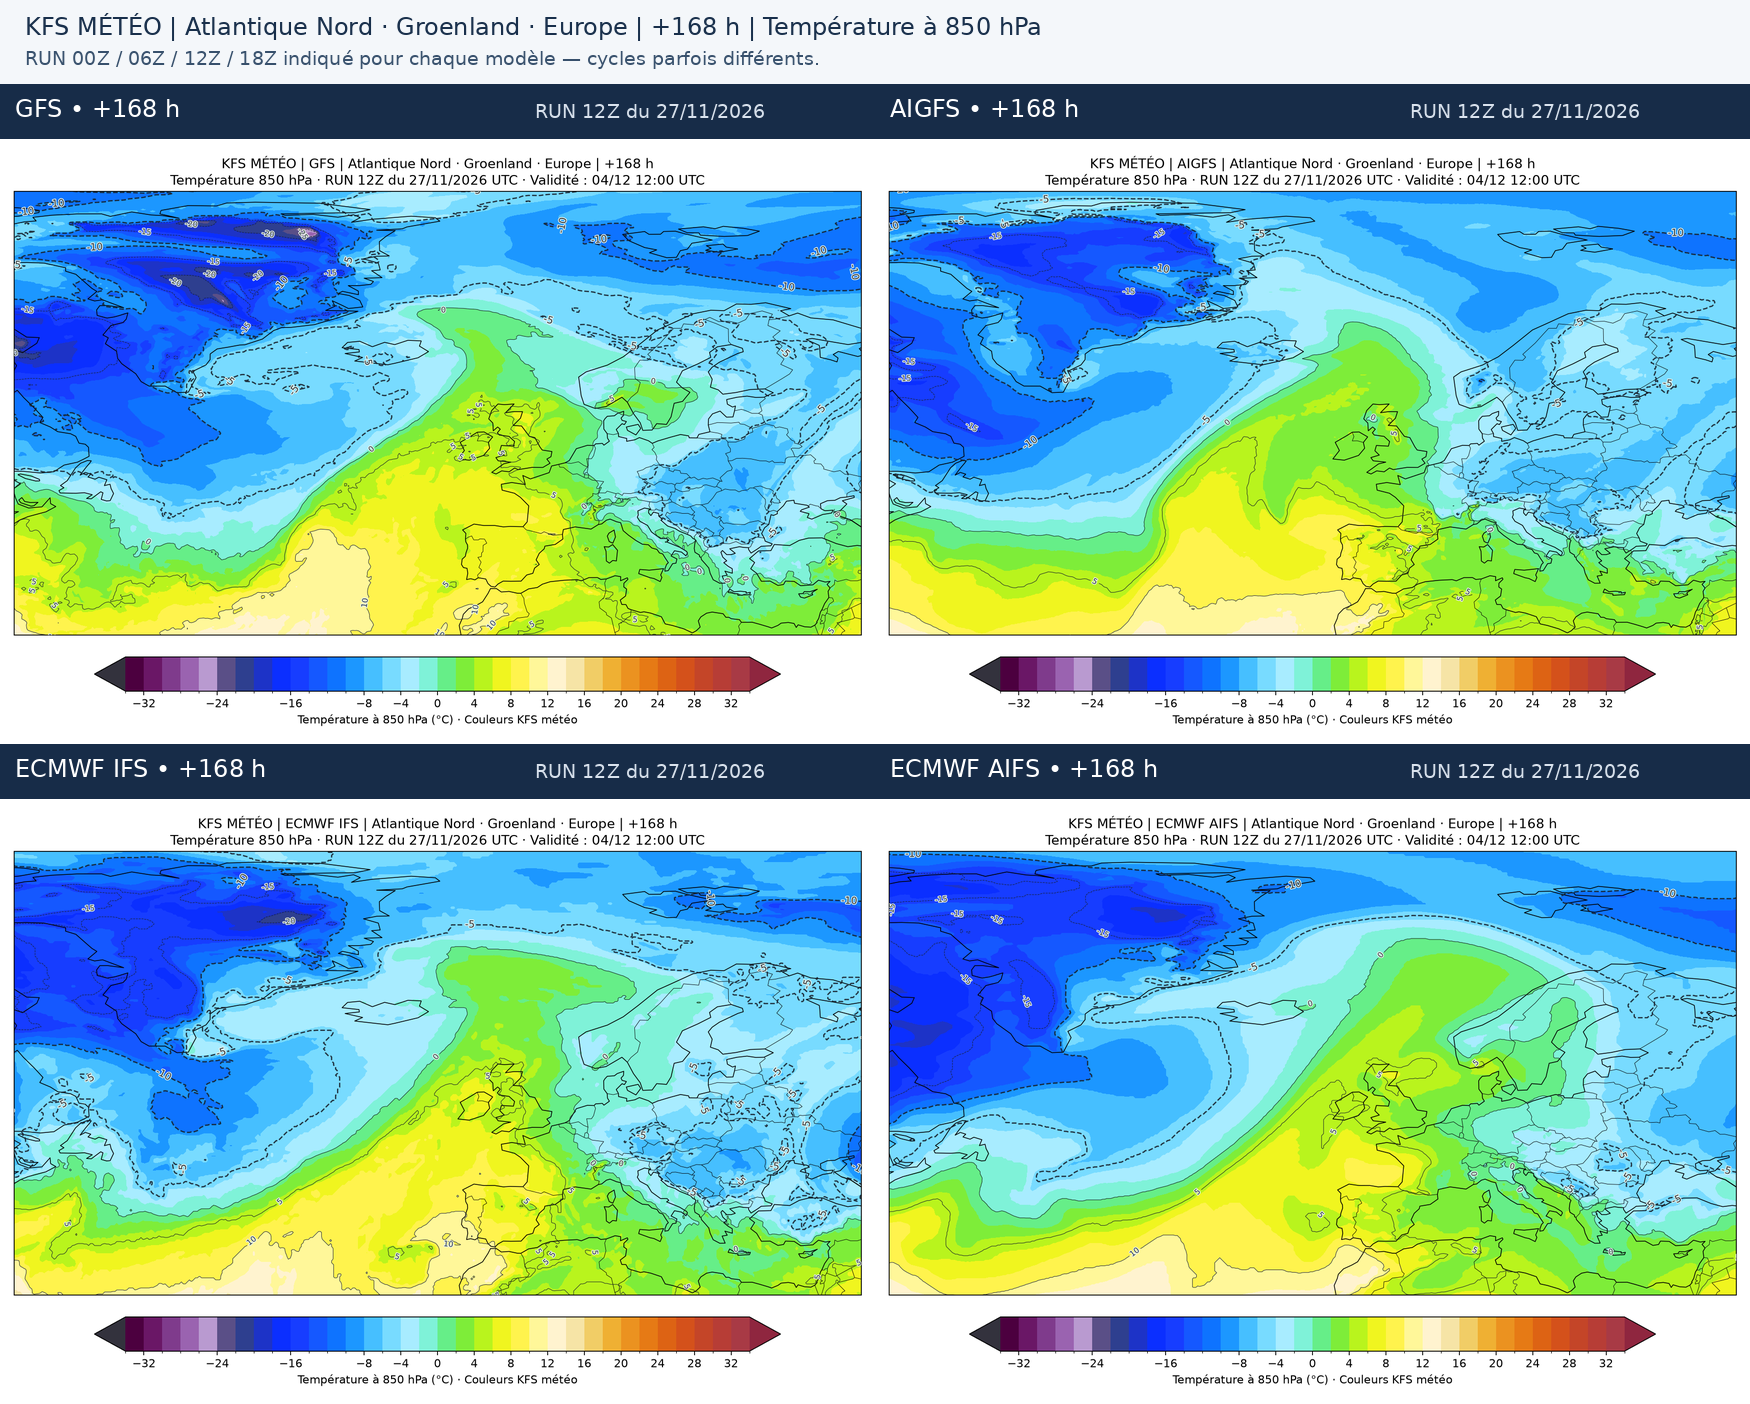 KFS MÉTÉO | Atlantique Nord · Groenland · Europe | +168 h | Température à 850 hPa
RUN 00Z / 06Z / 12Z / 18Z indiqué pour chaque modèle — cycles parfois différents.
GFS • +168 h
RUN 12Z du 27/11/2026
KFS MÉTÉO | GFS | Atlantique Nord · Groenland · Europe | +168 h
Température 850 hPa · RUN 12Z du 27/11/2026 UTC · Validité : 04/12 12:00 UTC
−32 −24 −16 −8 −4 0 4 8 12 16 20 24 28 32
Température à 850 hPa (°C) · Couleurs KFS météo
AIGFS • +168 h
RUN 12Z du 27/11/2026
KFS MÉTÉO | AIGFS | Atlantique Nord · Groenland · Europe | +168 h
Température 850 hPa · RUN 12Z du 27/11/2026 UTC · Validité : 04/12 12:00 UTC
−32 −24 −16 −8 −4 0 4 8 12 16 20 24 28 32
Température à 850 hPa (°C) · Couleurs KFS météo
ECMWF IFS • +168 h
RUN 12Z du 27/11/2026
KFS MÉTÉO | ECMWF IFS | Atlantique Nord · Groenland · Europe | +168 h
Température 850 hPa · RUN 12Z du 27/11/2026 UTC · Validité : 04/12 12:00 UTC
−32 −24 −16 −8 −4 0 4 8 12 16 20 24 28 32
Température à 850 hPa (°C) · Couleurs KFS météo
ECMWF AIFS • +168 h
RUN 12Z du 27/11/2026
KFS MÉTÉO | ECMWF AIFS | Atlantique Nord · Groenland · Europe | +168 h
Température 850 hPa · RUN 12Z du 27/11/2026 UTC · Validité : 04/12 12:00 UTC
−32 −24 −16 −8 −4 0 4 8 12 16 20 24 28 32
Température à 850 hPa (°C) · Couleurs KFS météo